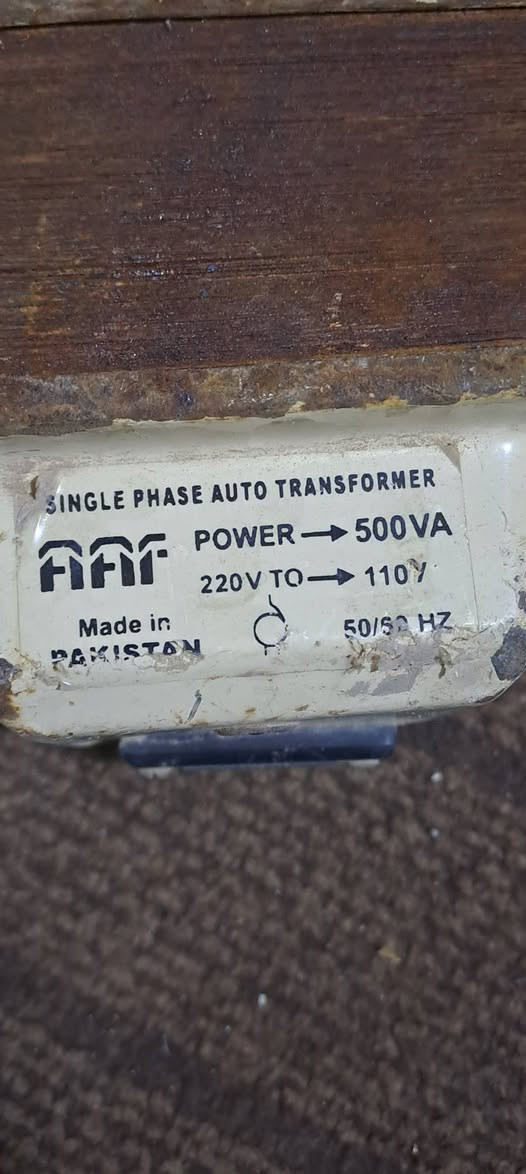 SINGLE PHASE AUTO TRANSFORMER
AAF POWER → 500VA
220V TO → 110V
Made in 50/60 HZ
PAKISTAN